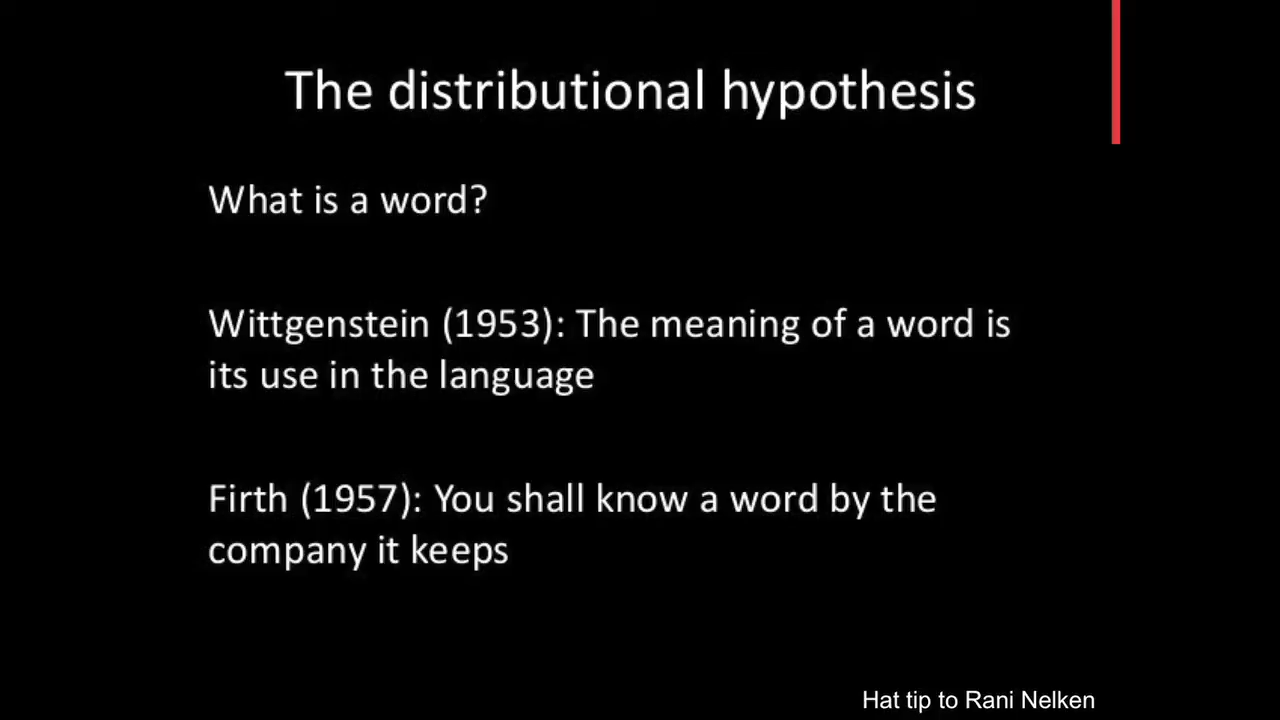 The distributional hypothesis
What is a word?
Wittgenstein (1953): The meaning of a word is
its use in the language
Firth (1957): You shall know a word by the
company it keeps
Hat tip to Rani Nelken